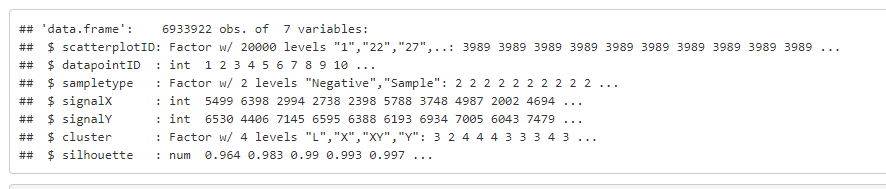 ## 'data.frame':    6933922 obs. of  7 variables:
##  $ scatterplotID: Factor w/ 20000 levels "1","22","27",..: 3989 3989 3989 3989 3989 3989 3989 3989 3989 3989 ...
##  $ datapointID  : int  1 2 3 4 5 6 7 8 9 10 ...
##  $ sampletype   : Factor w/ 2 levels "Negative","Sample": 2 2 2 2 2 2 2 2 2 2 ...
##  $ signalX      : int  5499 6398 2994 2738 2398 5788 3748 4987 2002 4694 ...
##  $ signalY      : int  6530 4406 7145 6595 6388 6193 6934 7005 6043 7479 ...
##  $ cluster      : Factor w/ 4 levels "L","X","XY","Y": 3 2 4 4 4 3 3 3 4 3 ...
##  $ silhouette   : num  0.964 0.983 0.99 0.993 0.997 ...